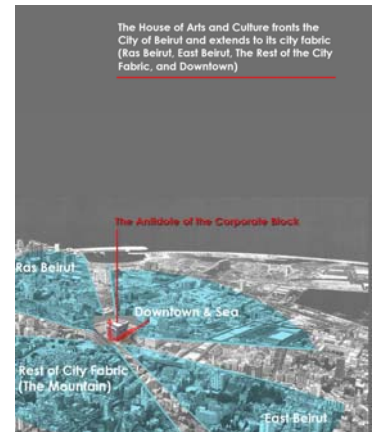 The House of Arts and Culture fronts the
City of Beirut and extends to its city fabric
(Ras Beirut, East Beirut, The Rest of the City
Fabric, and Downtown)
The Antidote of the Corporate Block
Ras Beirut
Downtown & Sea
Rest of City Fabric
(The Mountain)
East Beirut